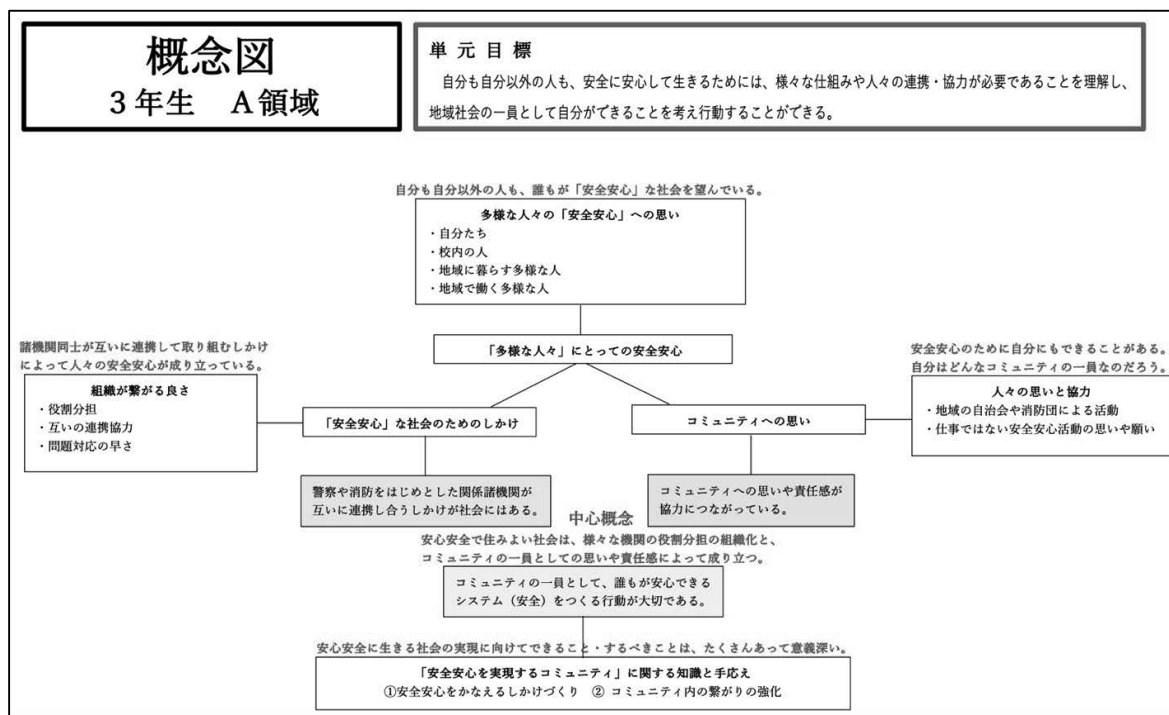 概念図
3年生　A領域
単元目標
自分も自分以外の人も、安全に安心して生きるためには、様々な仕組みや人々の連携・協力が必要であることを理解し、
地域社会の一員として自分ができることを考え行動することができる。
自分も自分以外の人も、誰もが「安全安心」な社会を望んでいる。
多様な人々の「安全安心」への思い
・自分たち
・校内の人
・地域に暮らす多様な人
・地域で働く多様な人
「多様な人々」にとっての安全安心
諸機関同士が互いに連携して取り組むしかけ
によって人々の安全安心が成り立っている。
組織が繋がる良さ
・役割分担
・互いの連携協力
・問題対応の早さ
「安全安心」な社会のためのしかけ
コミュニティへの思い
安全安心のために自分にもできることがある。
自分はどんなコミュニティの一員なのだろう。
人々の思いと協力
・地域の自治会や消防団による活動
・仕事ではない安全安心活動の思いや願い
警察や消防をはじめとした関係諸機関が
互いに連携し合うしかけが社会にはある。
コミュニティへの思いや責任感が
協力につながっている。
中心概念
安心安全で住みよい社会は、様々な機関の役割分担の組織化と、
コミュニティの一員としての思いや責任感によって成り立つ。
コミュニティの一員として、誰もが安心できる
システム（安全）をつくる行動が大切である。
安心安全に生きる社会の実現に向けてできること・するべきことは、たくさんあって意義深い。
「安全安心を実現するコミュニティ」に関する知識と手応え
①安全安心をかなえるしかけづくり　② コミュニティ内の繋がりの強化